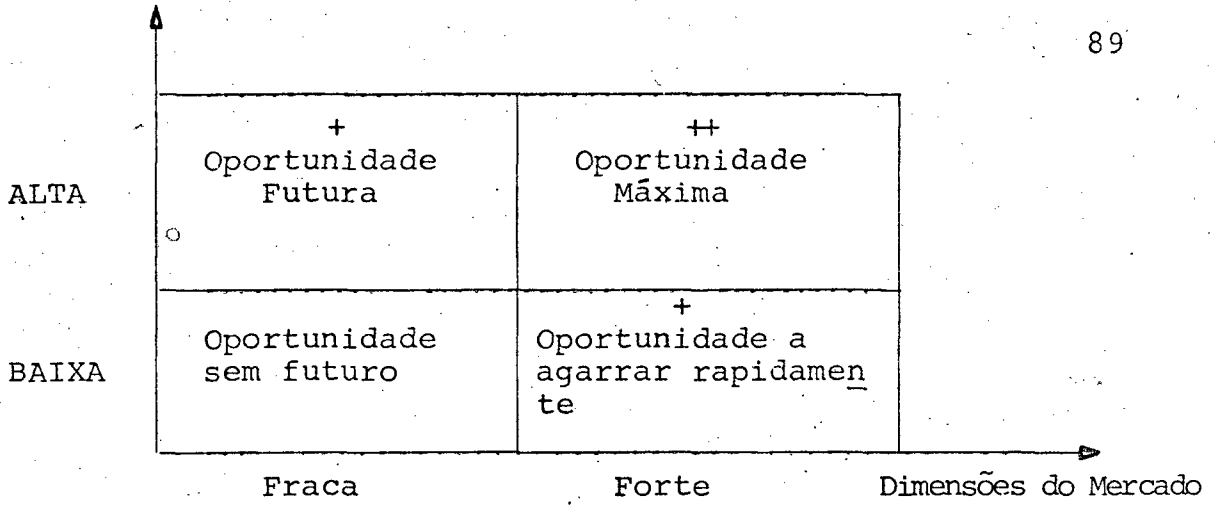 89
+
Oportunidade
Futura
++
Oportunidade
Máxima
ALTA
Oportunidade
sem futuro
+
Oportunidade a
agarrar rapidamen
te
BAIXA
Fraca
Forte
Dimensões do Mercado